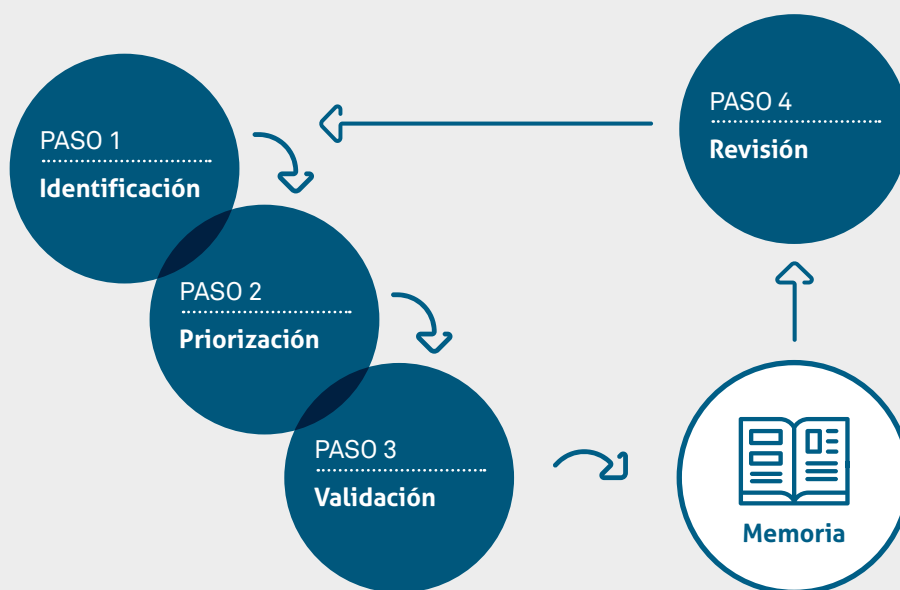 PASO 1
Identificación
PASO 2
Priorización
PASO 3
Validación
Memoria
PASO 4
Revisión